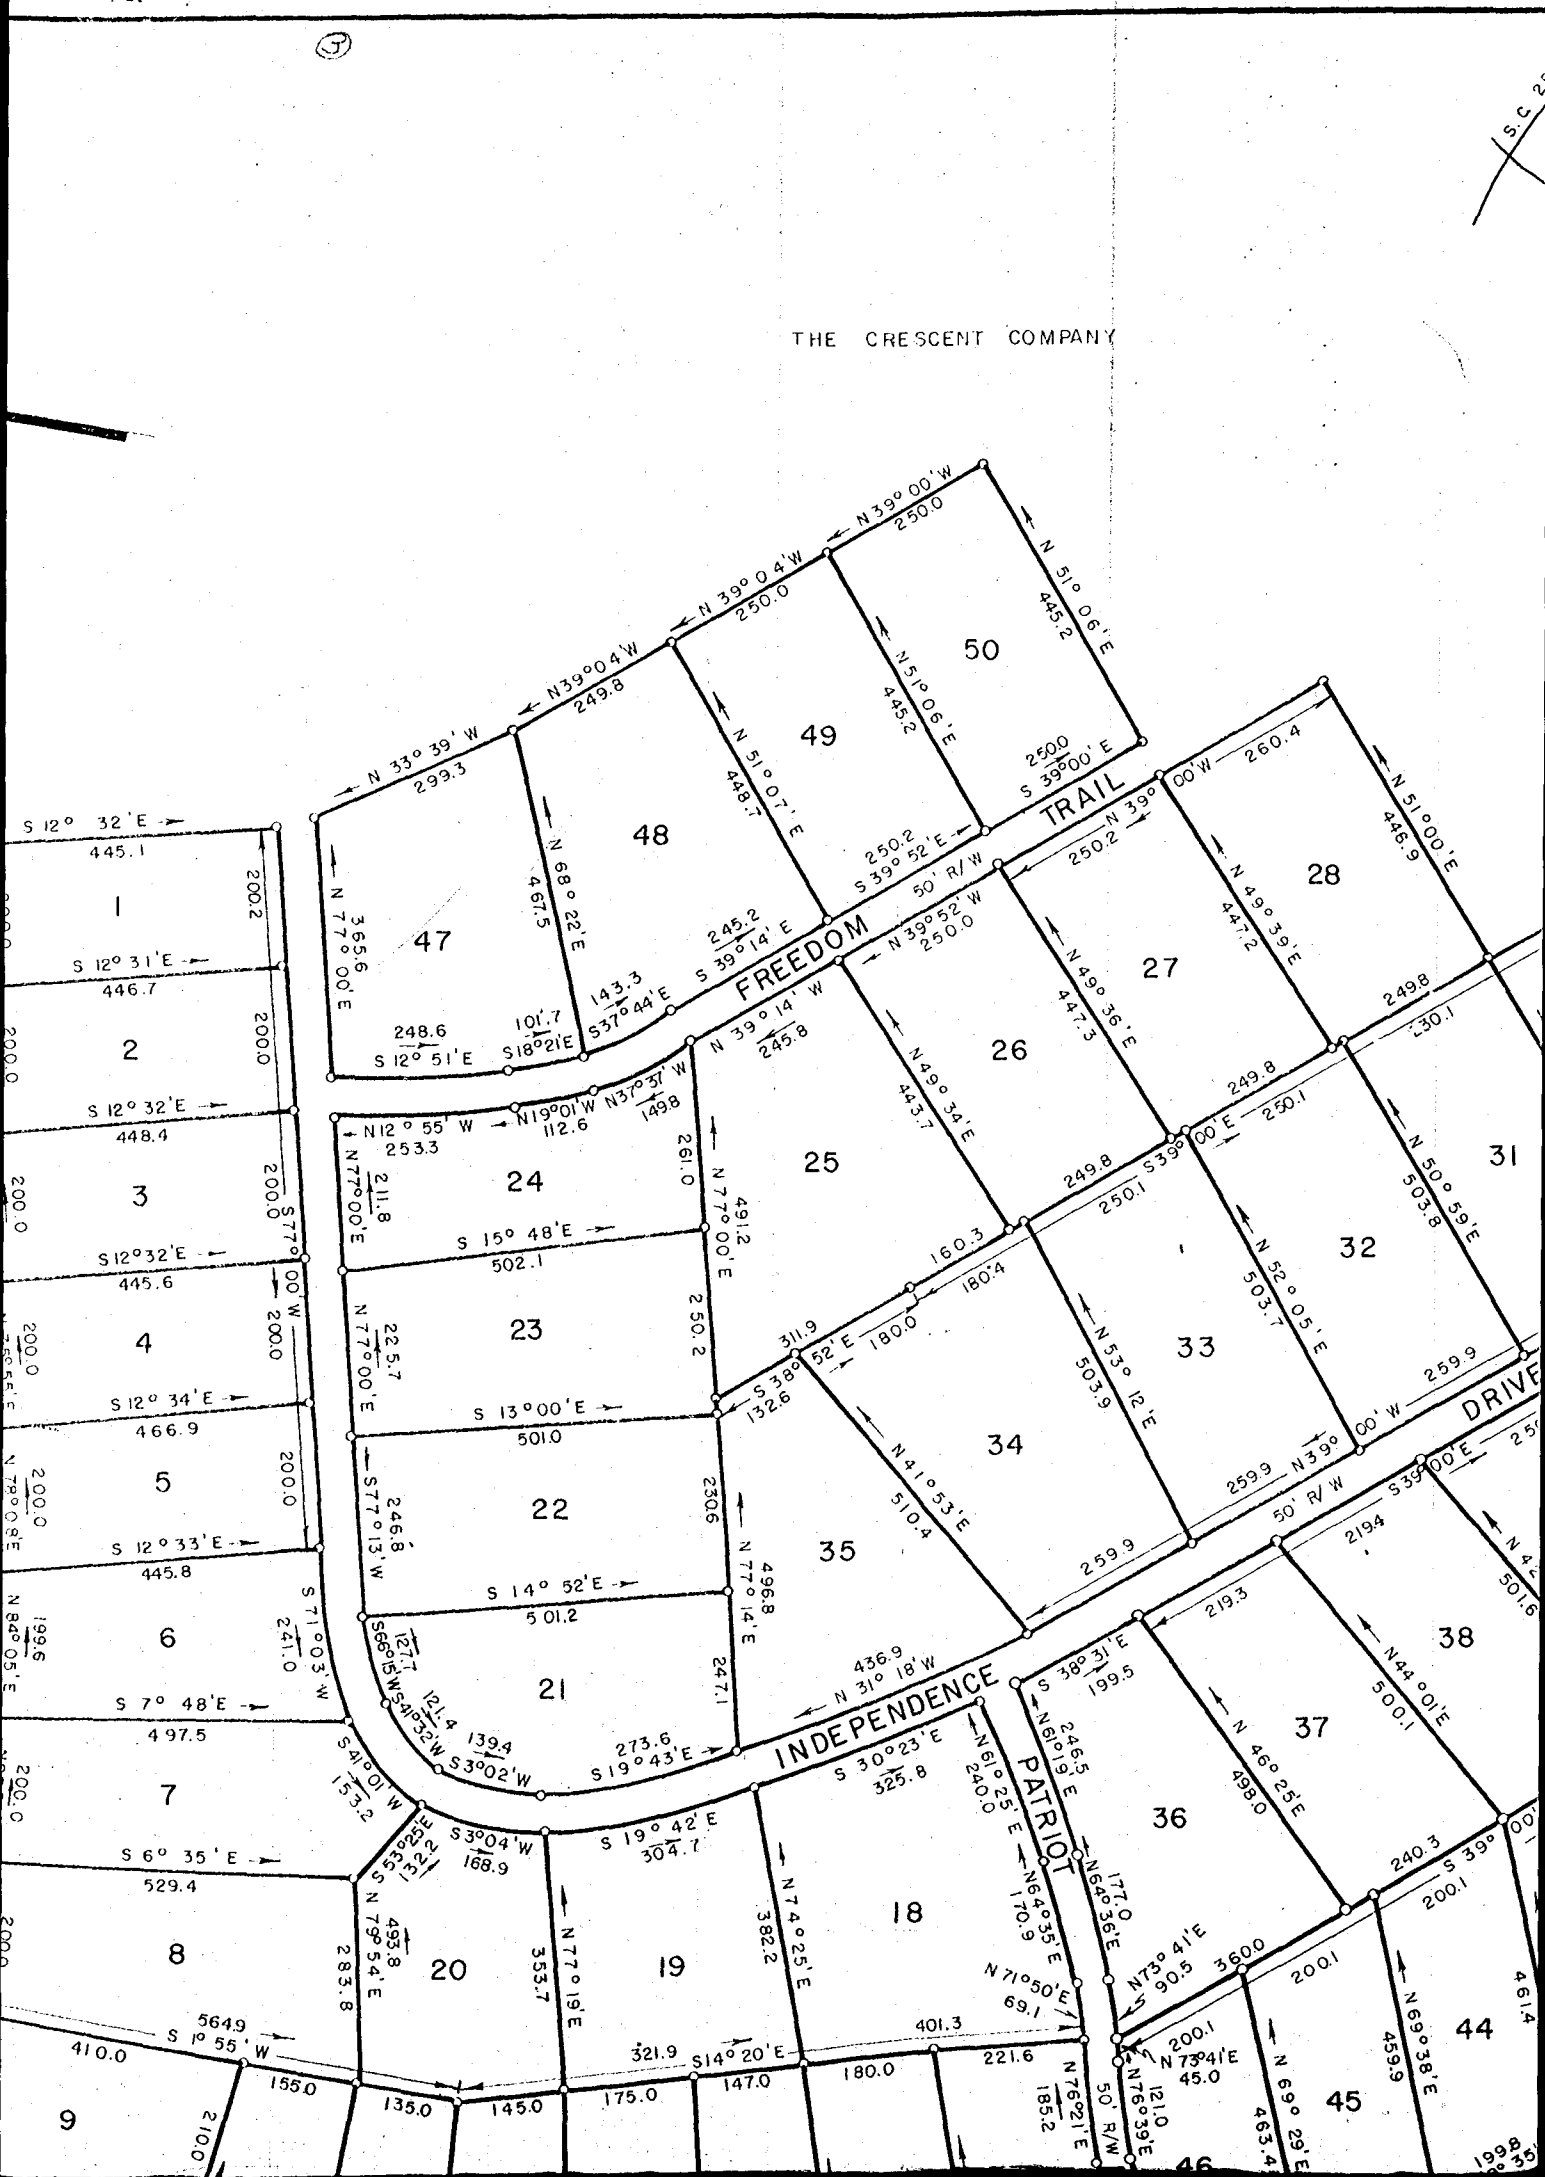 3
S.C. 2
THE CRESCENT COMPANY
N 39° 00' W
250.0
N 39° 04' W
250.0
N 51° 06' E
445.2
50
N 39° 04' W
249.8
N 51° 06' E
445.2
49
250.0
S 39° 00' E
N 33° 39' W
299.3
N 51° 07' E
448.7
TRAIL
N 39° 00' W
260.4
N 51° 00' E
446.9
S 12° 32' E
445.1
48
250.2
S 39° 52' E
50' R/W
250.2
28
1
200.2
N 77° 00' E
365.6
47
N 68° 22' E
467.5
245.2
S 39° 14' E
FREEDOM
N 39° 52' W
250.0
N 49° 39' E
447.2
S 12° 31' E
446.7
27
249.8
230.1
143.3
S 37° 44' E
101.7
S 18° 21' E
248.6
S 12° 51' E
N 39° 14' W
245.8
N 49° 36' E
447.3
2
200.0
200.0
26
249.8
250.1
S 12° 32' E
448.4
N 12° 55' W
253.3
N 19° 01' W
112.6
N 37° 37' W
149.8
N 49° 34' E
443.7
S 39° 00' E
N 50° 59' E
503.8
31
3
200.0
200.0
N 77° 00' E
211.8
24
261.0
N 77° 00' E
491.2
25
249.8
250.1
S 77° 00' W
S 15° 48' E
502.1
S 12° 32' E
445.6
160.3
180.4
N 52° 05' E
503.7
32
4
200.0
200.0
N 77° 00' E
225.7
23
250.2
311.9
S 38° 52' E
180.0
132.6
N 53° 12' E
503.9
33
259.9
DRIVE
S 12° 34' E
466.9
S 13° 00' E
501.0
N 39° 00' W
259.9
50' R/W
S 39° 00' E
5
200.0
N 78° 08' E
200.0
S 77° 13' W
246.8
22
230.6
34
N 41° 53' E
510.4
219.4
S 12° 33' E
445.8
S 14° 52' E
501.2
N 77° 14' E
496.8
35
259.9
501.6
6
N 84° 05' E
199.6
S 71° 03' W
241.0
S 66° 15' W
127.7
219.3
38
S 7° 48' E
497.5
21
247.1
436.9
N 31° 18' W
INDEPENDENCE
S 38° 31' E
199.5
N 44° 01' E
500.1
S 41° 32' W
121.4
139.4
S 3° 02' W
273.6
S 19° 43' E
S 30° 23' E
325.8
N 61° 25' E
240.0
PATRIOT
N 61° 19' E
246.5
N 46° 25' E
498.0
37
7
200.0
S 41° 01' W
153.2
S 53° 25' E
132.2
S 3° 04' W
168.9
S 19° 42' E
304.7
36
S 6° 35' E
529.4
240.3
S 39° 00'
200.1
8
N 79° 54' E
493.8
283.8
20
N 77° 19' E
353.7
19
N 74° 25' E
382.2
18
N 64° 35' E
170.9
N 64° 36' E
177.0
N 73° 41' E
90.5
360.0
200.1
N 71° 50' E
69.1
461.4
564.9
S 1° 55' W
321.9
S 14° 20' E
401.3
200.1
N 69° 38' E
459.9
44
410.0
155.0
135.0
145.0
175.0
147.0
180.0
221.6
N 73° 41' E
45.0
N 76° 21' E
185.2
50' R/W
N 76° 39' E
121.0
N 69° 29' E
45
9
210.0
46
199.8